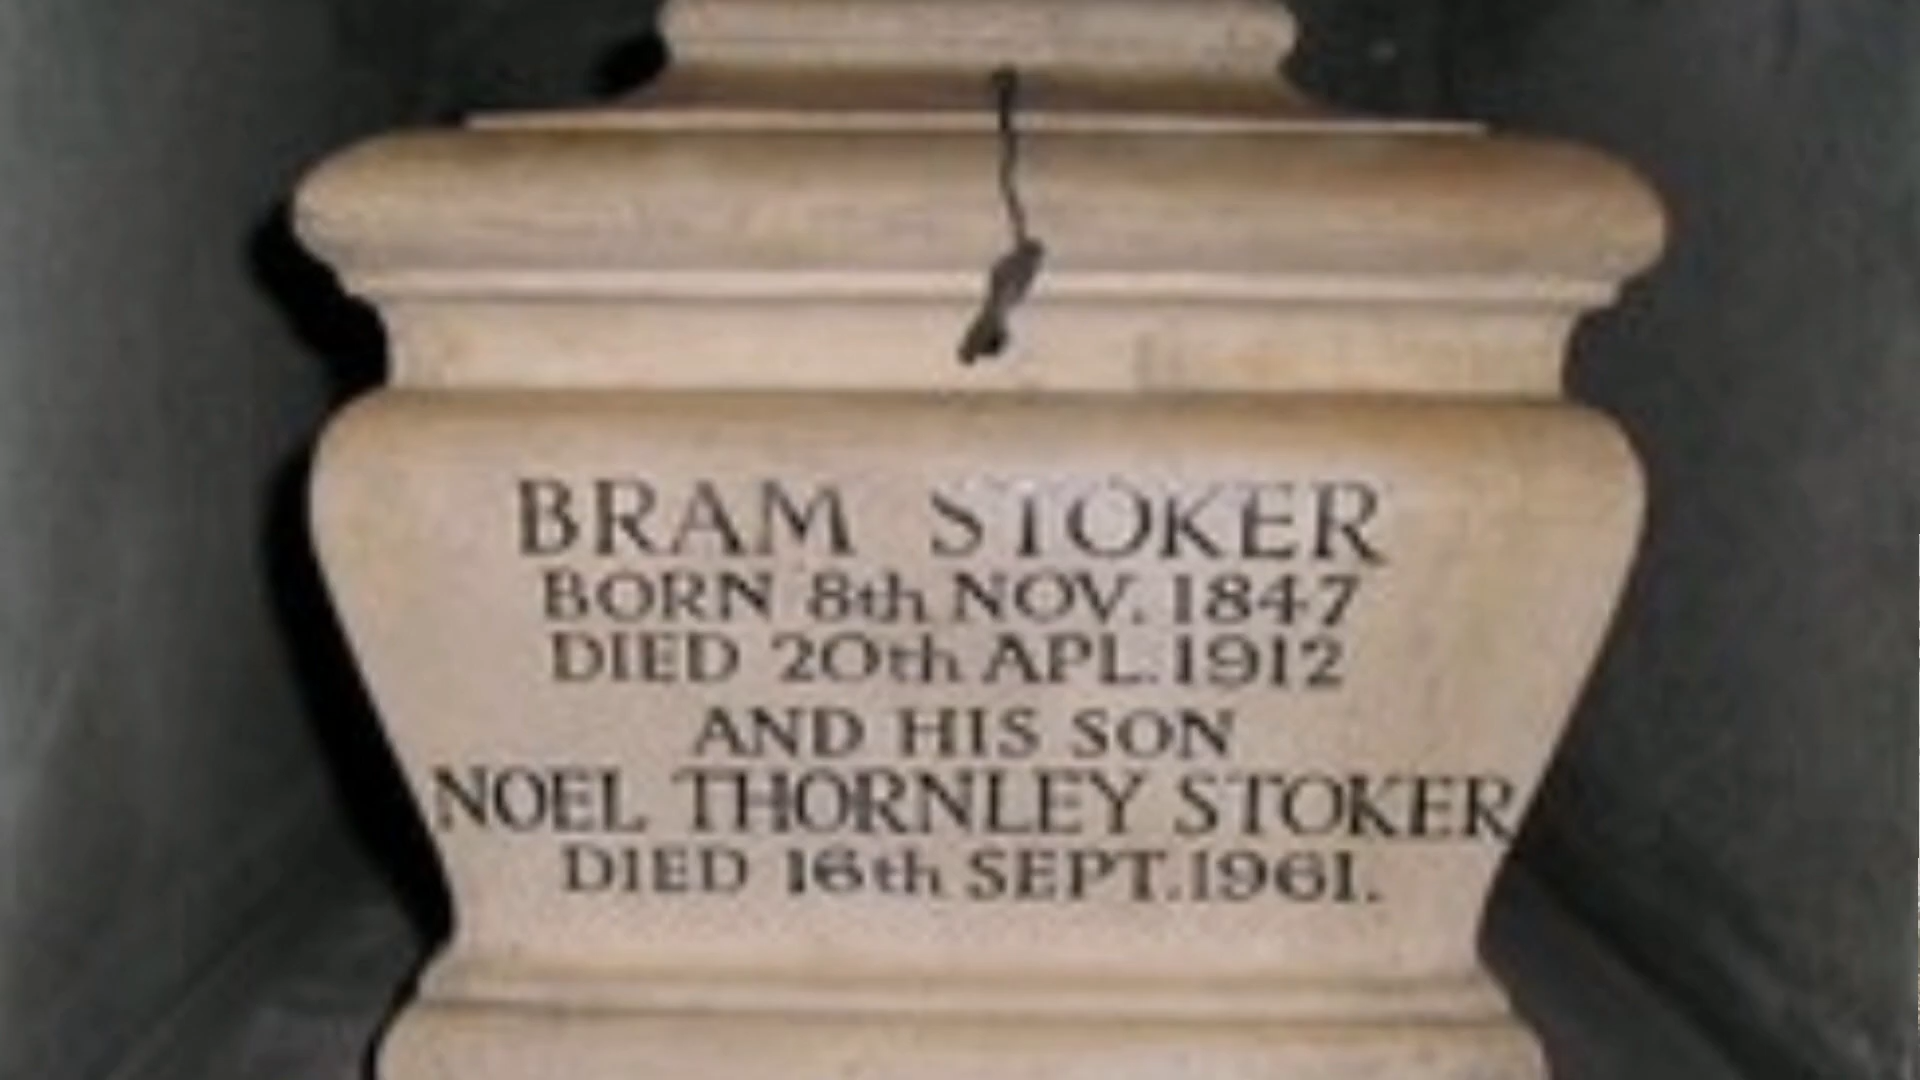 BRAM STOKER
BORN 8th NOV. 1847
DIED 20th APL. 1912
AND HIS SON
NOEL THORNLEY STOKER
DIED 16th SEPT. 1961.